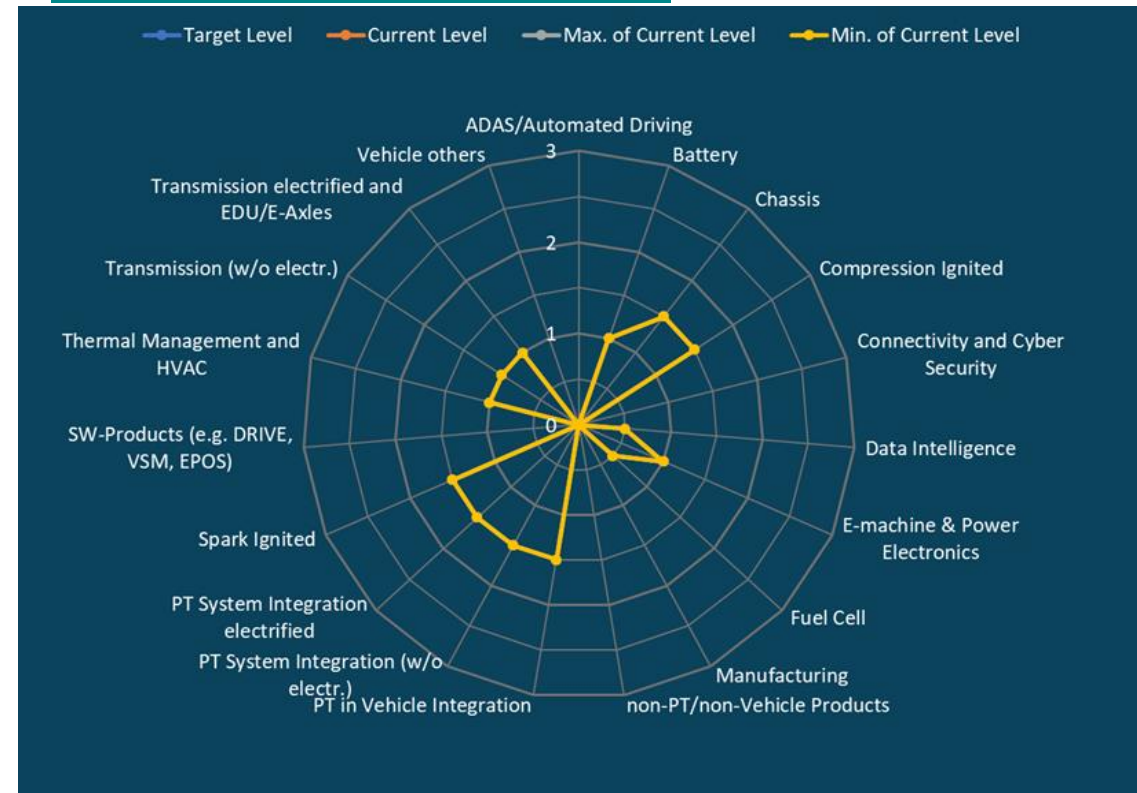 Target Level
Current Level
Max. of Current Level
Min. of Current Level
ADAS/Automated Driving
Battery
Chassis
Compression Ignited
Connectivity and Cyber
Security
Data Intelligence
E-machine & Power
Electronics
Fuel Cell
Manufacturing
non-PT/non-Vehicle Products
PT in Vehicle Integration
PT System Integration (w/o
electr.)
PT System Integration
electrified
Spark Ignited
SW-Products (e.g. DRIVE,
VSM, EPOS)
Thermal Management and
HVAC
Transmission (w/o electr.)
Transmission electrified and
EDU/E-Axles
Vehicle others
3
2
1
0